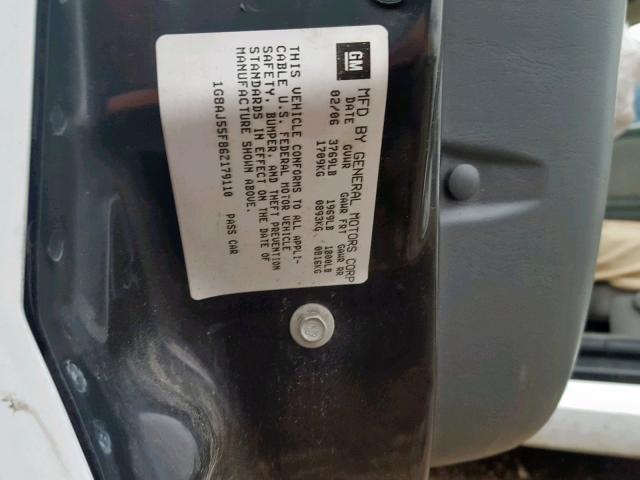 GM
MFD BY GENERAL MOTORS CORP
DATE GVWR GAWR FRT GAWR RR
02/06 3769LB 1969LB 1800LB
1709KG 0893KG 0816KG
THIS VEHICLE CONFORMS TO ALL APPLI-
CABLE U.S. FEDERAL MOTOR VEHICLE
SAFETY, BUMPER, AND THEFT PREVENTION
STANDARDS IN EFFECT ON THE DATE OF
MANUFACTURE SHOWN ABOVE.
1G8AJ55F86Z179110 PASS CAR